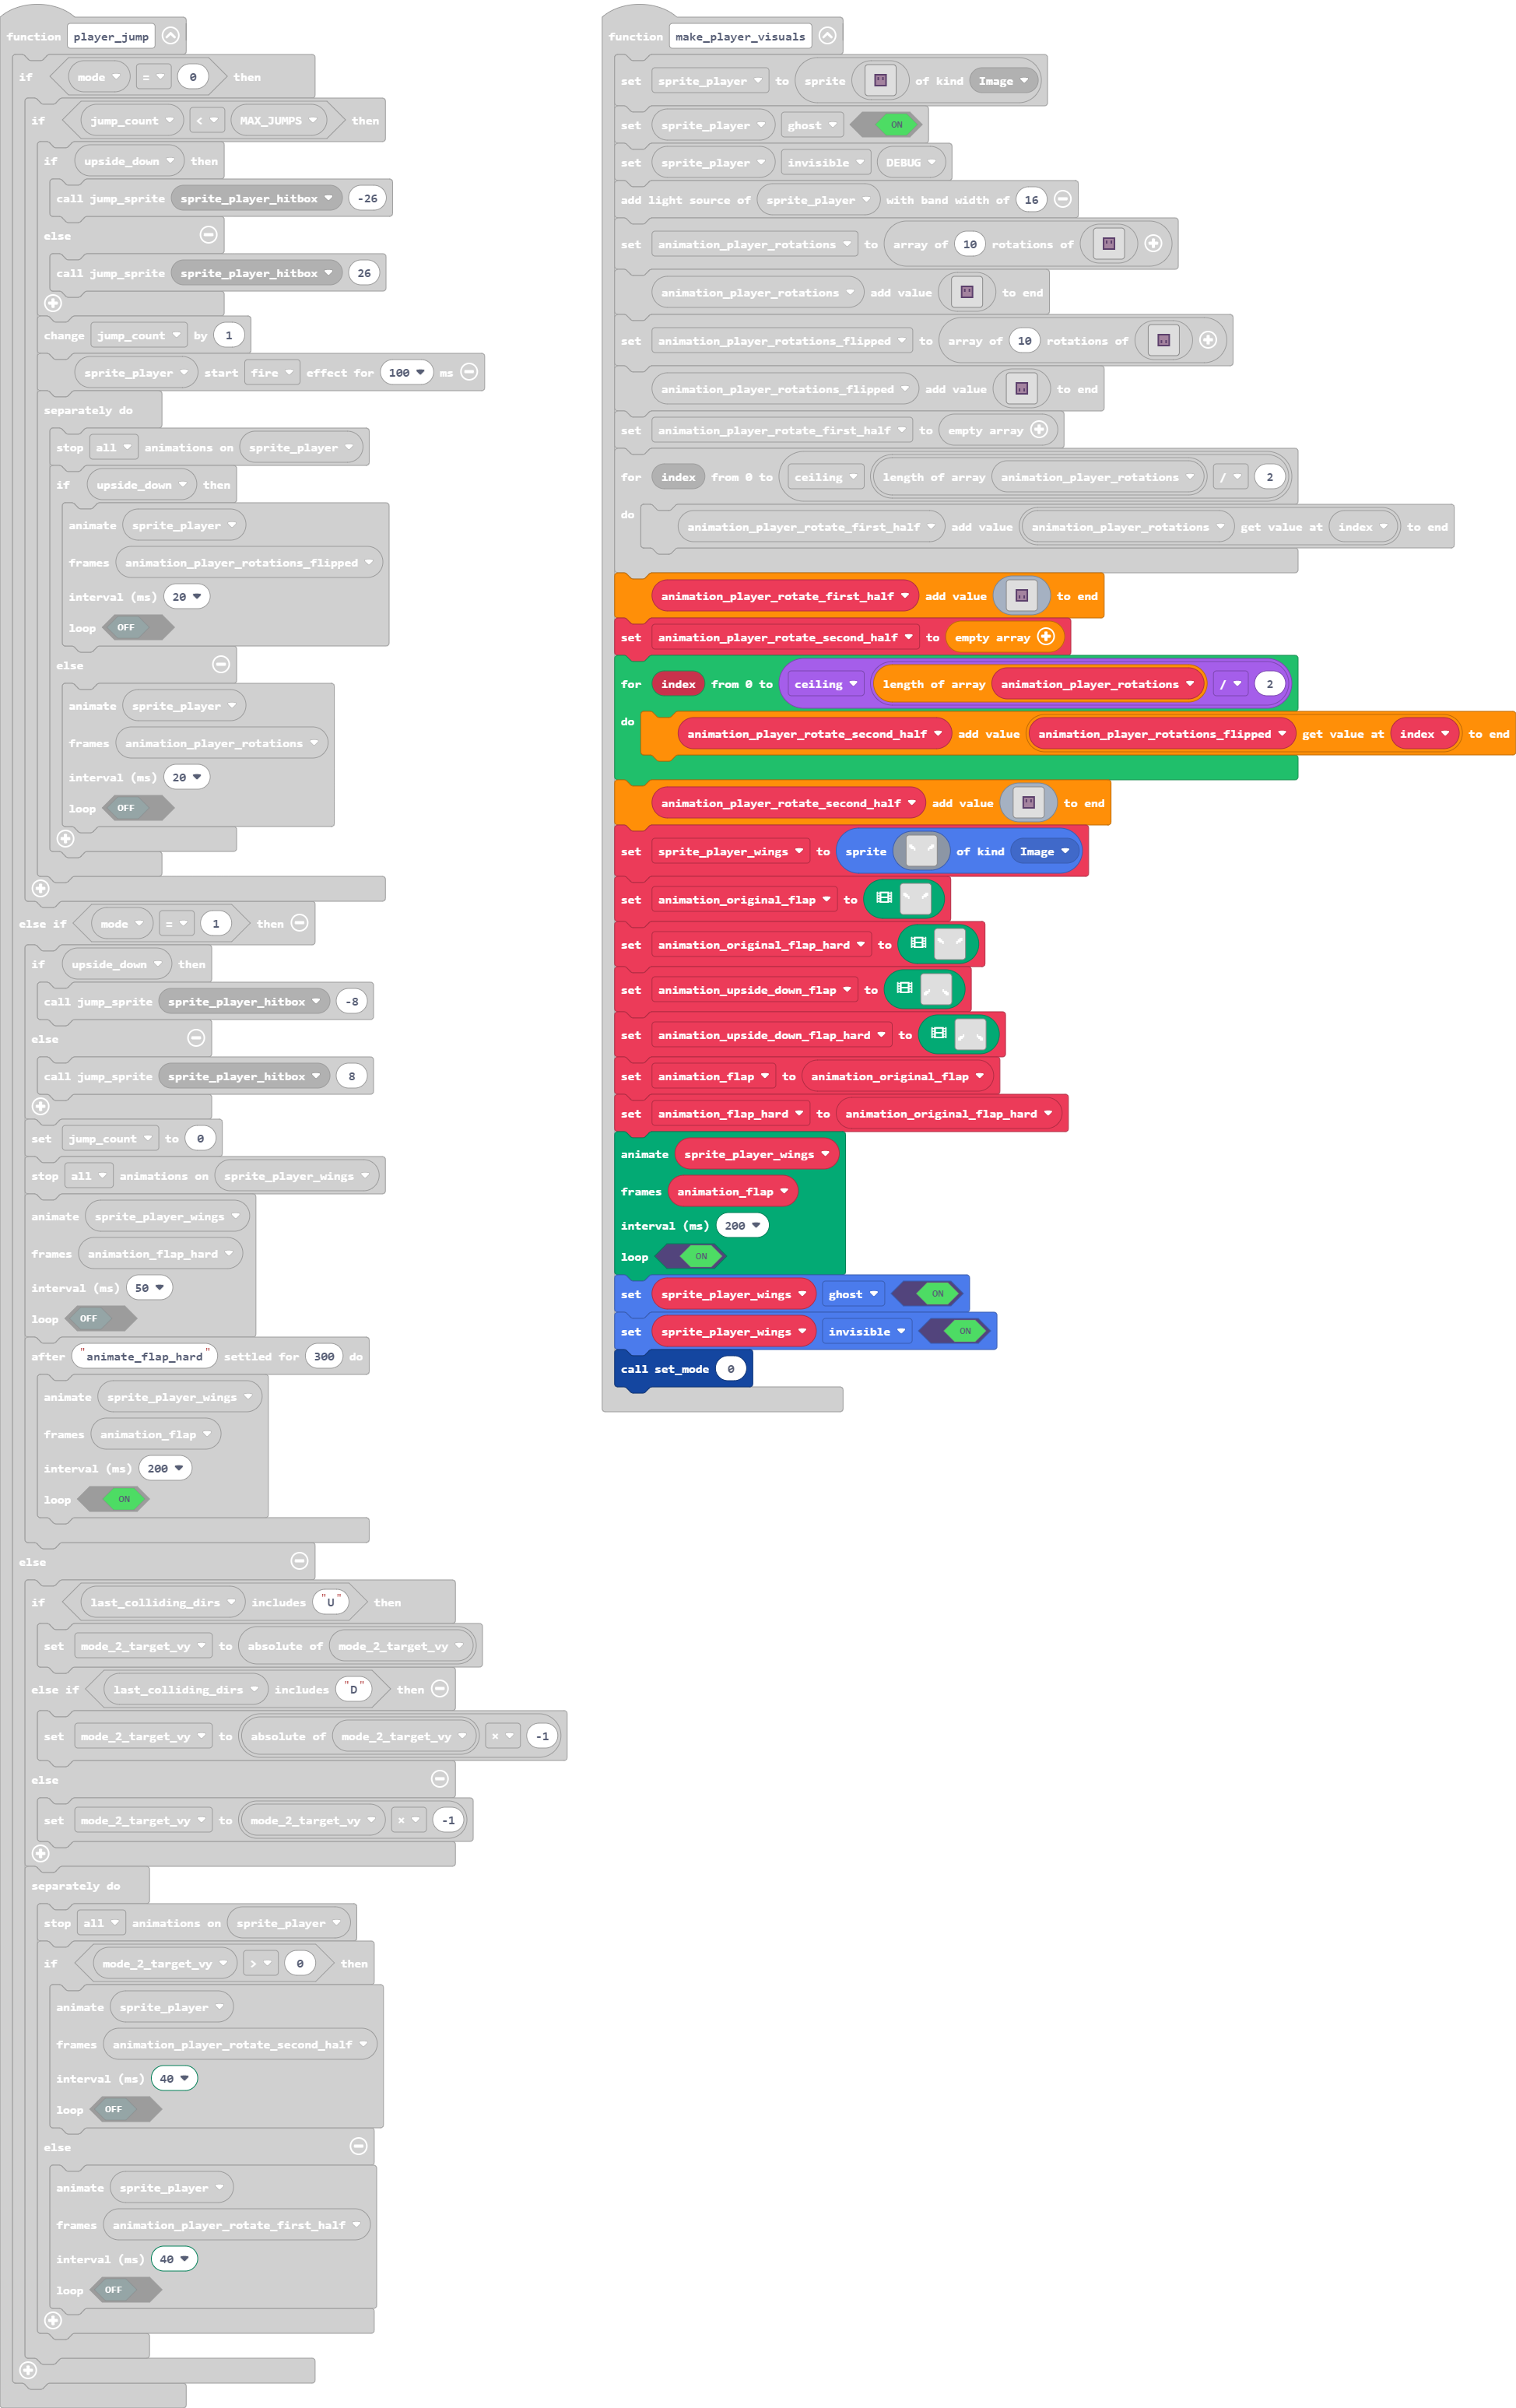 function player_jump
if mode = 0 then
if jump_count < MAX_JUMPS then
if upside_down then
call jump_sprite sprite_player_hitbox -26
else
call jump_sprite sprite_player_hitbox 26
change jump_count by 1
sprite_player start fire effect for 100 ms
separately do
stop all animations on sprite_player
if upside_down then
animate sprite_player
frames animation_player_rotations_flipped
interval (ms) 20
loop OFF
else
animate sprite_player
frames animation_player_rotations
interval (ms) 20
loop OFF
else if mode = 1 then
if upside_down then
call jump_sprite sprite_player_hitbox -8
else
call jump_sprite sprite_player_hitbox 8
set jump_count to 0
stop all animations on sprite_player_wings
animate sprite_player_wings
frames animation_flap_hard
interval (ms) 50
loop OFF
after "animate_flap_hard" settled for 300 do
animate sprite_player_wings
frames animation_flap
interval (ms) 200
loop ON
else
if last_colliding_dirs includes "U" then
set mode_2_target_vy to absolute of mode_2_target_vy
else if last_colliding_dirs includes "D" then
set mode_2_target_vy to absolute of mode_2_target_vy × -1
else
set mode_2_target_vy to mode_2_target_vy × -1
separately do
stop all animations on sprite_player
if mode_2_target_vy > 0 then
animate sprite_player
frames animation_player_rotate_second_half
interval (ms) 40
loop OFF
else
animate sprite_player
frames animation_player_rotate_first_half
interval (ms) 40
loop OFF
function make_player_visuals
set sprite_player to sprite of kind Image
set sprite_player ghost ON
set sprite_player invisible DEBUG
add light source of sprite_player with band width of 16
set animation_player_rotations to array of 10 rotations of
animation_player_rotations add value to end
set animation_player_rotations_flipped to array of 10 rotations of
animation_player_rotations_flipped add value to end
set animation_player_rotate_first_half to empty array
for index from 0 to ceiling length of array animation_player_rotations / 2
do animation_player_rotate_first_half add value animation_player_rotations get value at index to end
animation_player_rotate_first_half add value to end
set animation_player_rotate_second_half to empty array
for index from 0 to ceiling length of array animation_player_rotations / 2
do animation_player_rotate_second_half add value animation_player_rotations_flipped get value at index to end
animation_player_rotate_second_half add value to end
set sprite_player_wings to sprite of kind Image
set animation_original_flap to
set animation_original_flap_hard to
set animation_upside_down_flap to
set animation_upside_down_flap_hard to
set animation_flap to animation_original_flap
set animation_flap_hard to animation_original_flap_hard
animate sprite_player_wings
frames animation_flap
interval (ms) 200
loop ON
set sprite_player_wings ghost ON
set sprite_player_wings invisible ON
call set_mode 0